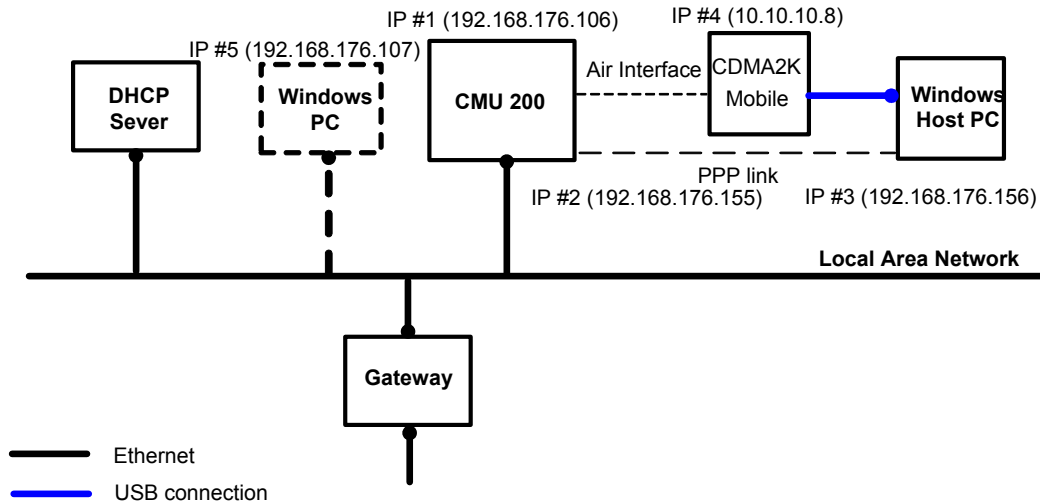 IP #1 (192.168.176.106)
IP #4 (10.10.10.8)
IP #5 (192.168.176.107)
DHCP
Sever
Windows
PC
CMU 200
Air Interface
CDMA2K
Mobile
Windows
Host PC
PPP link
IP #2 (192.168.176.155)
IP #3 (192.168.176.156)
Local Area Network
Gateway
Ethernet
USB connection